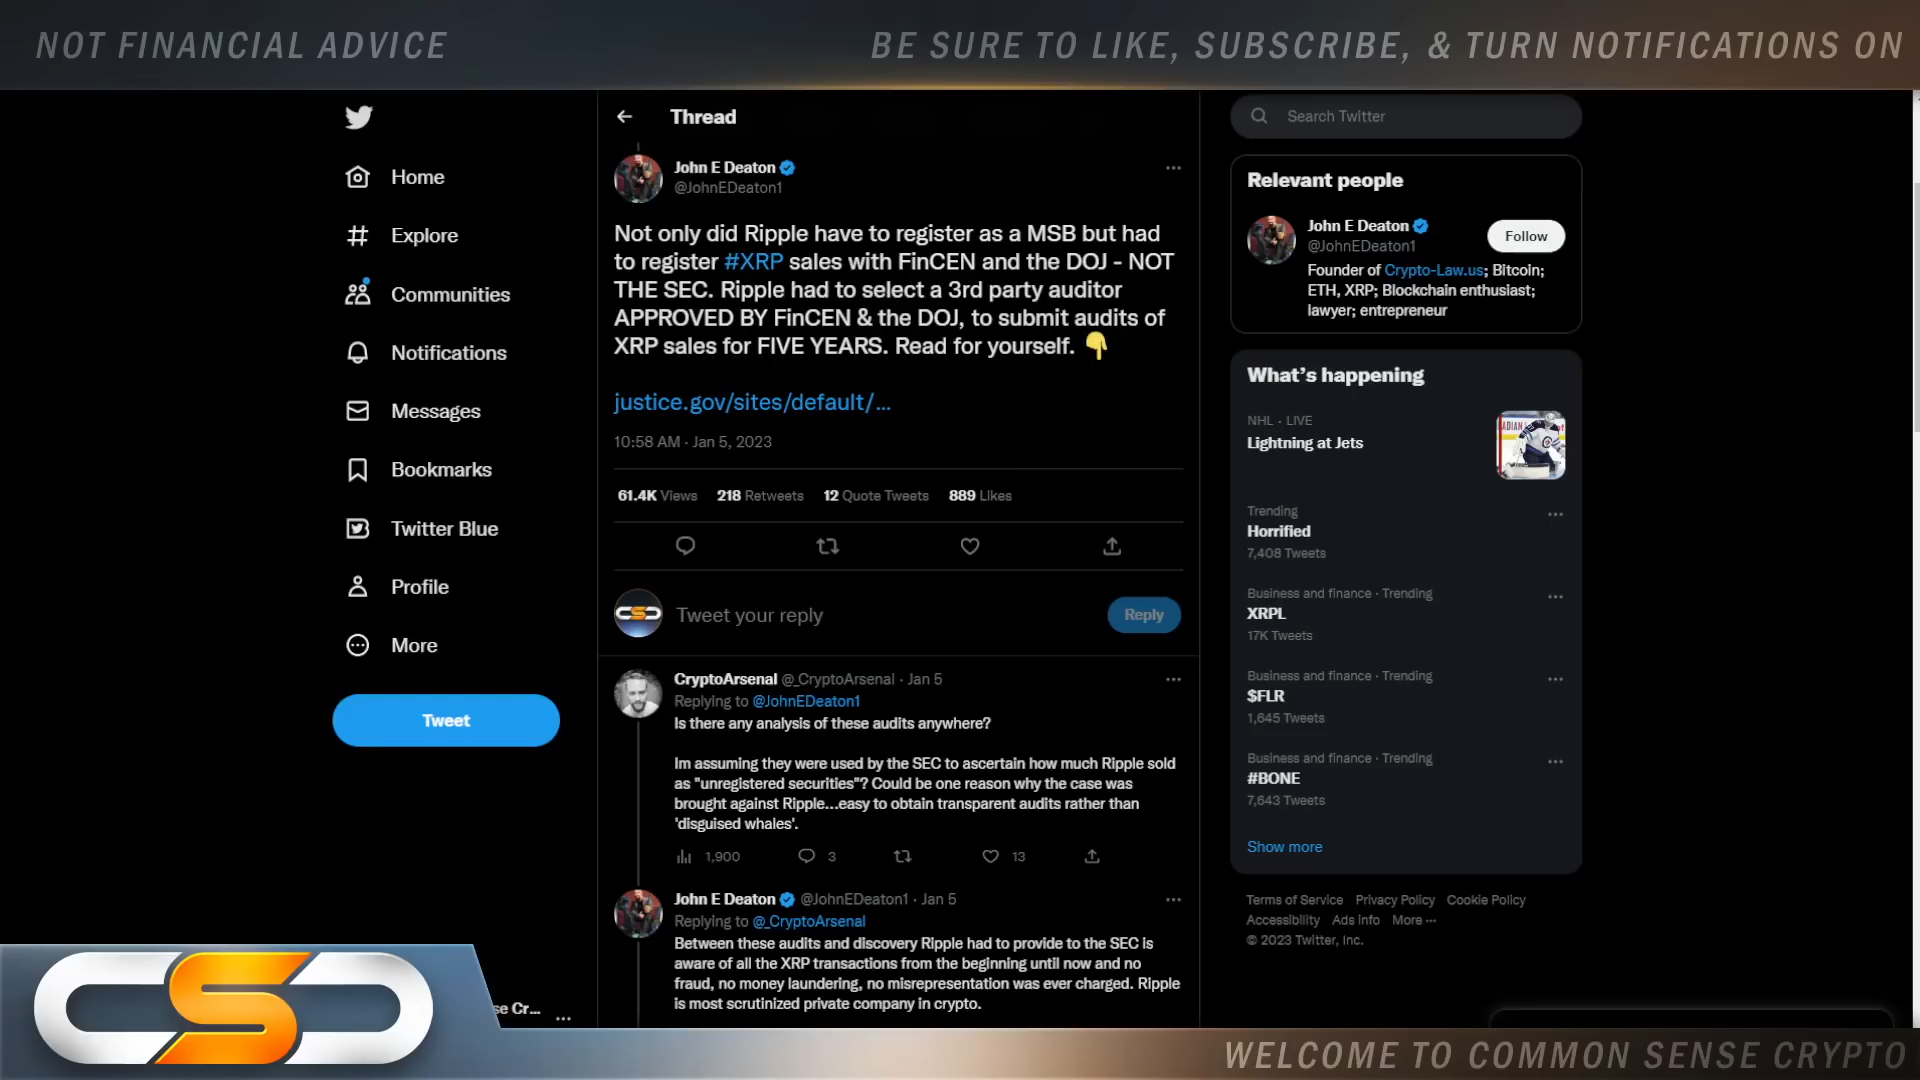 NOT FINANCIAL ADVICE
BE SURE TO LIKE, SUBSCRIBE, & TURN NOTIFICATIONS ON
Home
Explore
Communities
Notifications
Messages
Bookmarks
Twitter Blue
Profile
More
Tweet
se Cr...
Thread
John E Deaton
@JohnEDeaton1
Not only did Ripple have to register as a MSB but had
to register #XRP sales with FinCEN and the DOJ - NOT
THE SEC. Ripple had to select a 3rd party auditor
APPROVED BY FinCEN & the DOJ, to submit audits of
XRP sales for FIVE YEARS. Read for yourself. 👇
justice.gov/sites/default/...
10:58 AM · Jan 5, 2023
61.4K Views 218 Retweets 12 Quote Tweets 889 Likes
Tweet your reply
Reply
CryptoArsenal @_CryptoArsenal · Jan 5
Replying to @JohnEDeaton1
Is there any analysis of these audits anywhere?
Im assuming they were used by the SEC to ascertain how much Ripple sold
as "unregistered securities"? Could be one reason why the case was
brought against Ripple...easy to obtain transparent audits rather than
'disguised whales'.
1,900 3 13
John E Deaton @JohnEDeaton1 · Jan 5
Replying to @_CryptoArsenal
Between these audits and discovery Ripple had to provide to the SEC is
aware of all the XRP transactions from the beginning until now and no
fraud, no money laundering, no misrepresentation was ever charged. Ripple
is most scrutinized private company in crypto.
Search Twitter
Relevant people
John E Deaton
@JohnEDeaton1
Follow
Founder of Crypto-Law.us; Bitcoin;
ETH, XRP; Blockchain enthusiast;
lawyer; entrepreneur
What's happening
NHL · LIVE
Lightning at Jets
Trending
Horrified
7,408 Tweets
Business and finance · Trending
XRPL
17K Tweets
Business and finance · Trending
$FLR
1,645 Tweets
Business and finance · Trending
#BONE
7,643 Tweets
Show more
Terms of Service Privacy Policy Cookie Policy
Accessibility Ads info More ···
© 2023 Twitter, Inc.
CSC
WELCOME TO COMMON SENSE CRYPTO